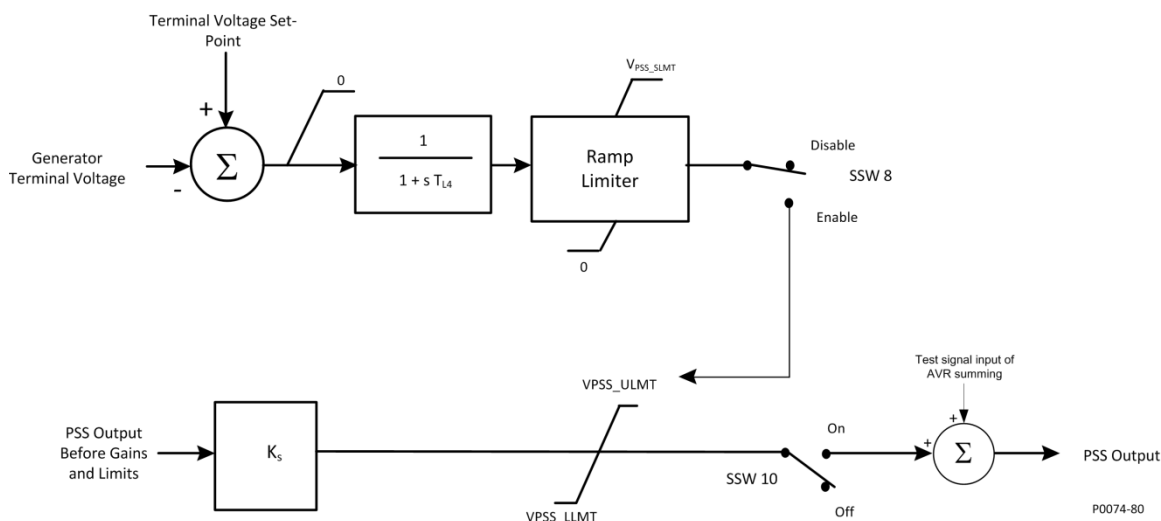 Terminal Voltage Set-
Point
+
0
Generator
Terminal Voltage
-
Σ
1
1 + s T_L4
V_PSS_SLMT
Ramp
Limiter
0
Disable
SSW 8
Enable
PSS Output
Before Gains
and Limits
K_s
VPSS_ULMT
VPSS_LLMT
SSW 10
On
Off
Test signal input of
AVR summing
+
+
Σ
PSS Output
P0074-80